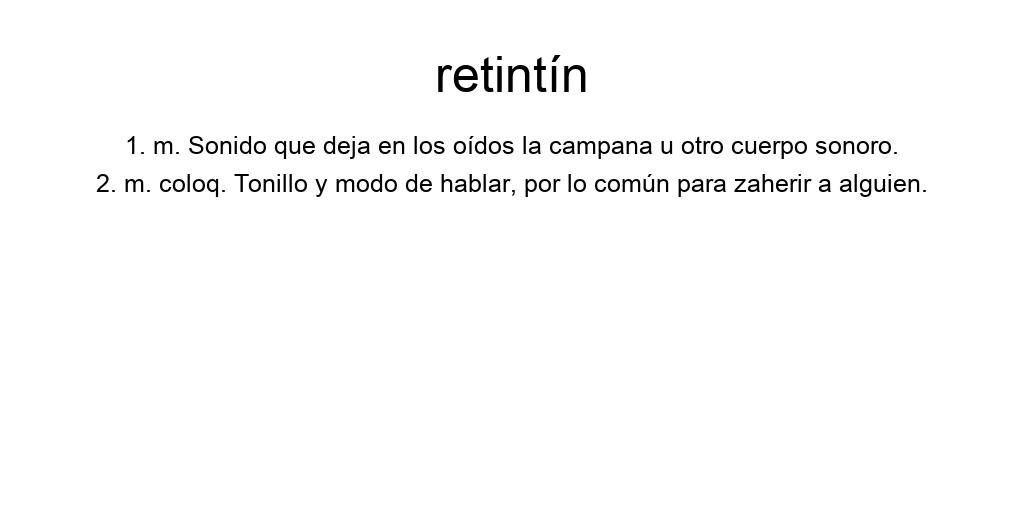 retintín
1. m. Sonido que deja en los oídos la campana u otro cuerpo sonoro.
2. m. coloq. Tonillo y modo de hablar, por lo común para zaherir a alguien.